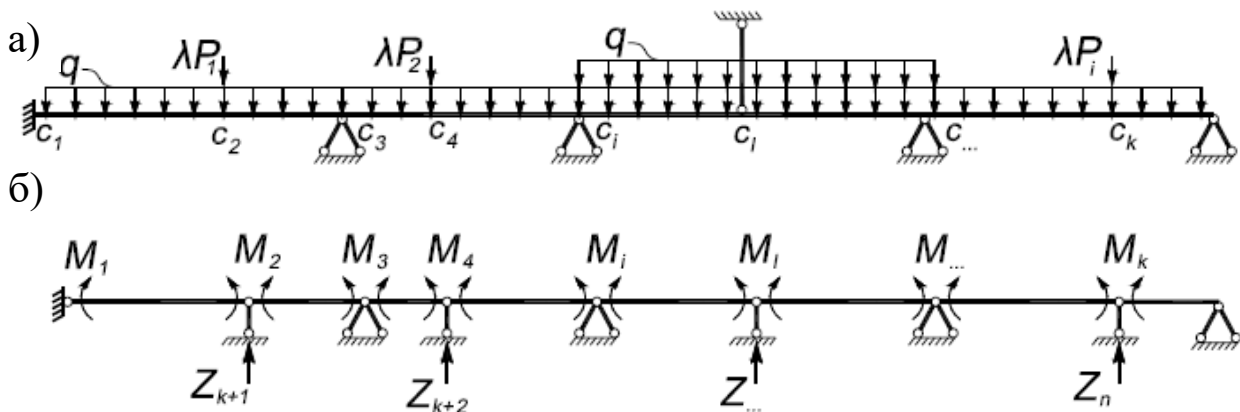 а)
q λP₁ λP₂ q λPᵢ
c₁ c₂ c₃ c₄ cᵢ cₗ c... cₖ
б)
M₁ M₂ M₃ M₄ Mᵢ Mₗ M... Mₖ
Zₖ₊₁ Zₖ₊₂ Z... Zₙ